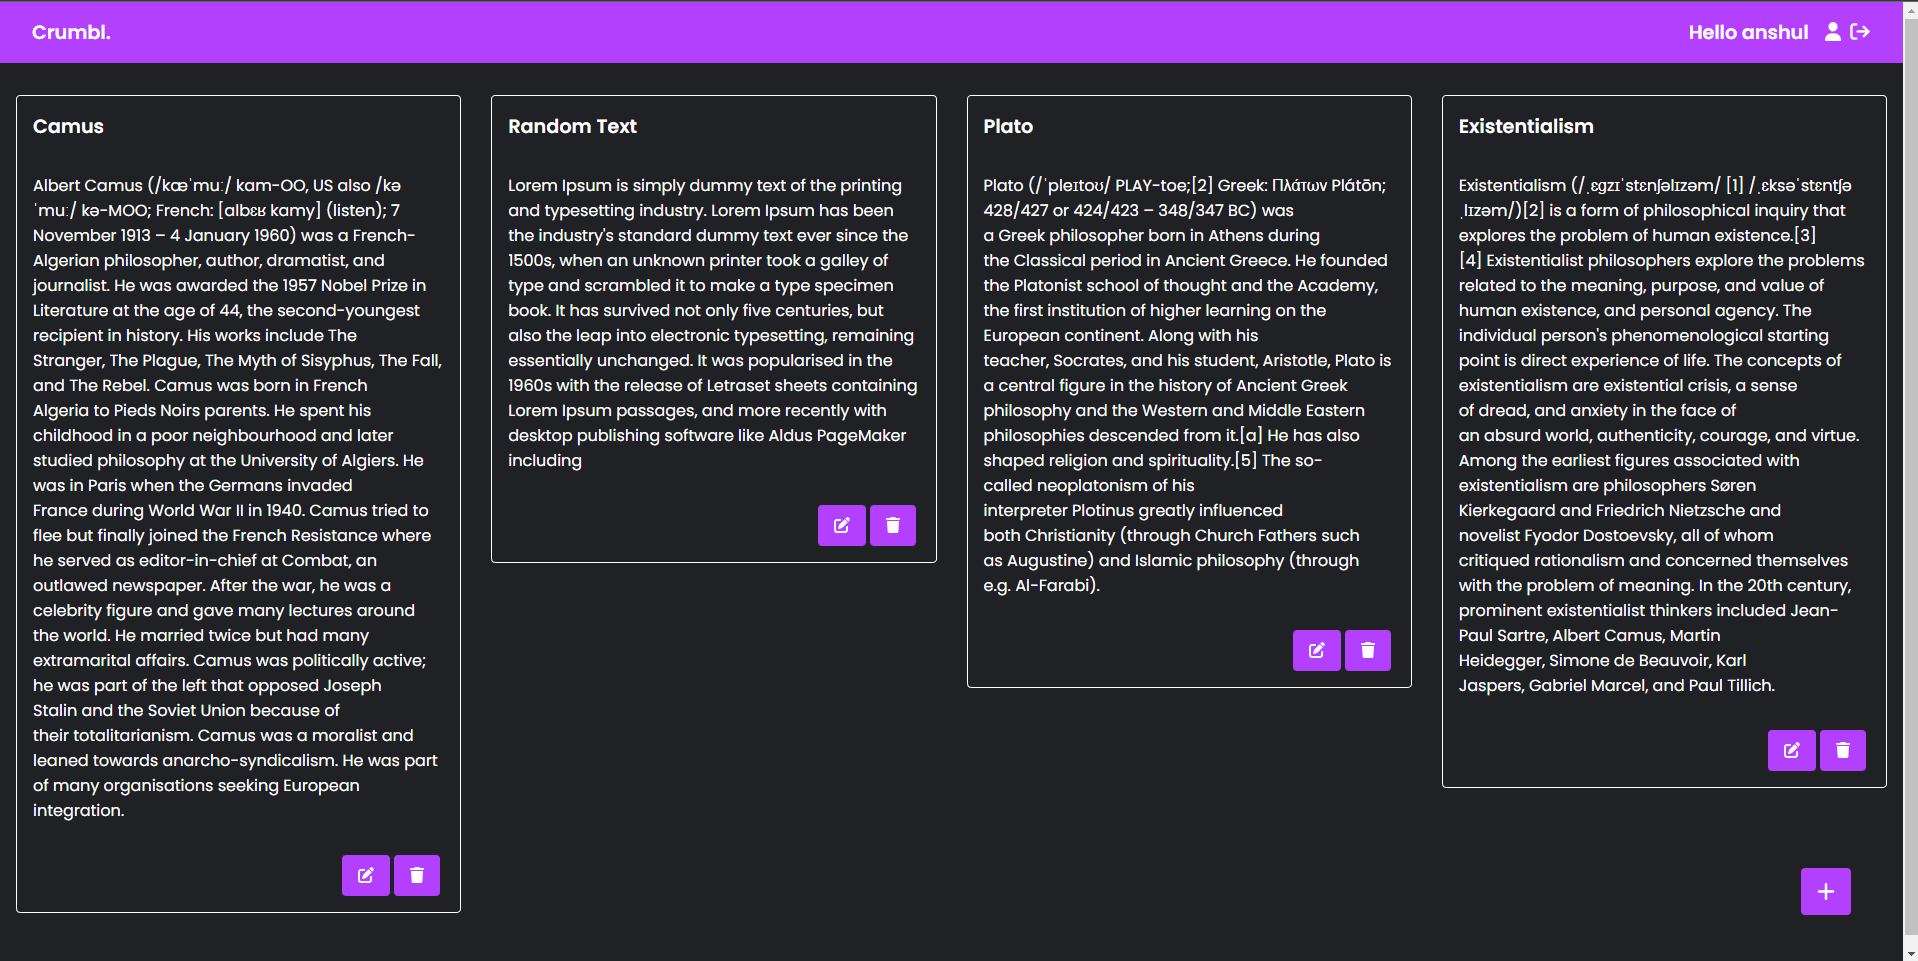 Crumbl.
Hello anshul
Camus
Albert Camus (/kæˈmuː/ kam-OO, US also /kə
ˈmuː/ kə-MOO; French: [albɛʁ kamy] (listen); 7
November 1913 – 4 January 1960) was a French-
Algerian philosopher, author, dramatist, and
journalist. He was awarded the 1957 Nobel Prize in
Literature at the age of 44, the second-youngest
recipient in history. His works include The
Stranger, The Plague, The Myth of Sisyphus, The Fall,
and The Rebel. Camus was born in French
Algeria to Pieds Noirs parents. He spent his
childhood in a poor neighbourhood and later
studied philosophy at the University of Algiers. He
was in Paris when the Germans invaded
France during World War II in 1940. Camus tried to
flee but finally joined the French Resistance where
he served as editor-in-chief at Combat, an
outlawed newspaper. After the war, he was a
celebrity figure and gave many lectures around
the world. He married twice but had many
extramarital affairs. Camus was politically active;
he was part of the left that opposed Joseph
Stalin and the Soviet Union because of
their totalitarianism. Camus was a moralist and
leaned towards anarcho-syndicalism. He was part
of many organisations seeking European
integration.
Random Text
Lorem Ipsum is simply dummy text of the printing
and typesetting industry. Lorem Ipsum has been
the industry's standard dummy text ever since the
1500s, when an unknown printer took a galley of
type and scrambled it to make a type specimen
book. It has survived not only five centuries, but
also the leap into electronic typesetting, remaining
essentially unchanged. It was popularised in the
1960s with the release of Letraset sheets containing
Lorem Ipsum passages, and more recently with
desktop publishing software like Aldus PageMaker
including
Plato
Plato (/ˈpleɪtoʊ/ PLAY-toe;[2] Greek: Πλάτων Plátōn;
428/427 or 424/423 – 348/347 BC) was
a Greek philosopher born in Athens during
the Classical period in Ancient Greece. He founded
the Platonist school of thought and the Academy,
the first institution of higher learning on the
European continent. Along with his
teacher, Socrates, and his student, Aristotle, Plato is
a central figure in the history of Ancient Greek
philosophy and the Western and Middle Eastern
philosophies descended from it.[a] He has also
shaped religion and spirituality.[5] The so-
called neoplatonism of his
interpreter Plotinus greatly influenced
both Christianity (through Church Fathers such
as Augustine) and Islamic philosophy (through
e.g. Al-Farabi).
Existentialism
Existentialism (/ˌɛɡzɪˈstɛnʃəlɪzəm/ [1] /ˌɛksəˈstɛntʃə
ˌlɪzəm/)[2] is a form of philosophical inquiry that
explores the problem of human existence.[3]
[4] Existentialist philosophers explore the problems
related to the meaning, purpose, and value of
human existence, and personal agency. The
individual person's phenomenological starting
point is direct experience of life. The concepts of
existentialism are existential crisis, a sense
of dread, and anxiety in the face of
an absurd world, authenticity, courage, and virtue.
Among the earliest figures associated with
existentialism are philosophers Søren
Kierkegaard and Friedrich Nietzsche and
novelist Fyodor Dostoevsky, all of whom
critiqued rationalism and concerned themselves
with the problem of meaning. In the 20th century,
prominent existentialist thinkers included Jean-
Paul Sartre, Albert Camus, Martin
Heidegger, Simone de Beauvoir, Karl
Jaspers, Gabriel Marcel, and Paul Tillich.